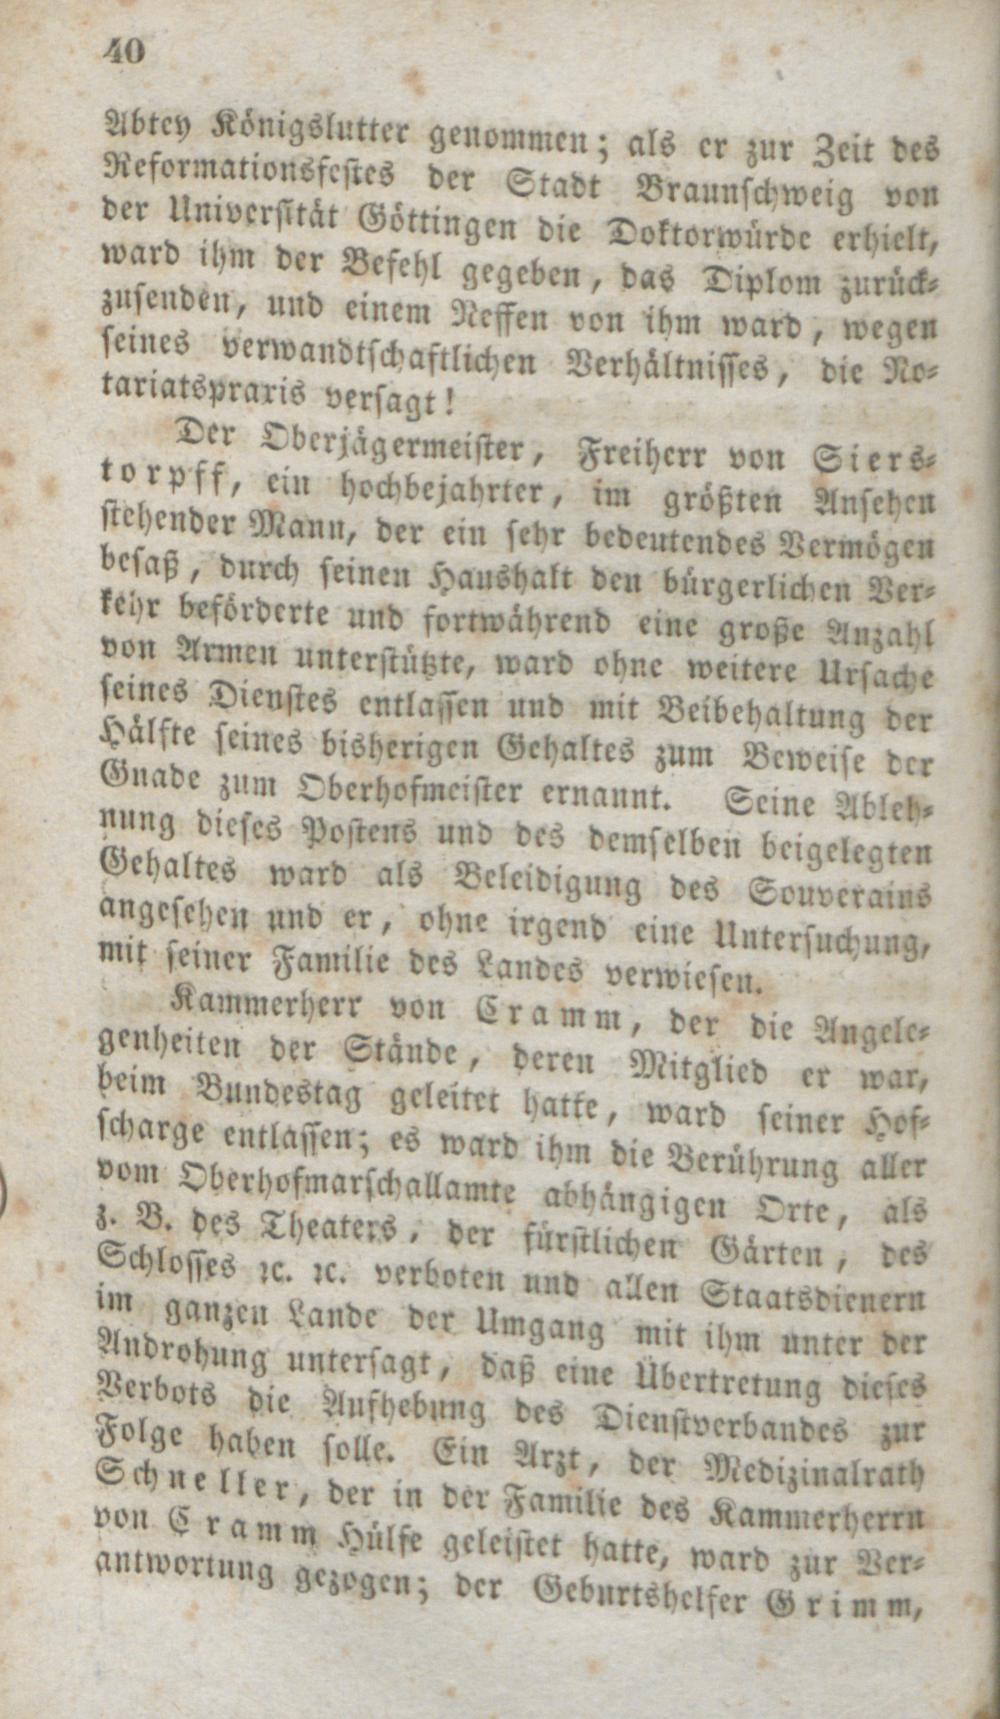 40
Abtey Königslutter genommen; als er zur Zeit des
Reformationsfestes der Stadt Braunschweig von
der Universität Göttingen die Doktorwürde erhielt,
ward ihm der Befehl gegeben, das Diplom zurück-
zusenden, und einem Neffen von ihm ward, wegen
seines verwandtschaftlichen Verhältnisses, die No-
tariatspraxis versagt!
Der Oberjägermeister, Freiherr von Siers-
torpff, ein hochbejahrter, im größten Ansehen
stehender Mann, der ein sehr bedeutendes Vermögen
besaß, durch seinen Haushalt den bürgerlichen Ver-
kehr beförderte und fortwährend eine große Anzahl
von Armen unterstützte, ward ohne weitere Ursache
seines Dienstes entlassen und mit Beibehaltung der
Hälfte seines bisherigen Gehaltes zum Beweise der
Gnade zum Oberhofmeister ernannt. Seine Ableh-
nung dieses Postens und des demselben beigelegten
Gehaltes ward als Beleidigung des Souverains
angesehen und er, ohne irgend eine Untersuchung,
mit seiner Familie des Landes verwiesen.
Kammerherr von Cramm, der die Angele-
genheiten der Stände, deren Mitglied er war,
beim Bundestag geleitet hatte, ward seiner Hof-
scharge entlassen; es ward ihm die Berührung aller
vom Oberhofmarschallamte abhängigen Orte, als
z. B. des Theaters, der fürstlichen Gärten, des
Schlosses ꝛc. ꝛc. verboten und allen Staatsdienern
im ganzen Lande der Umgang mit ihm unter der
Androhung untersagt, daß eine Übertretung dieses
Verbots die Aufhebung des Dienstverbandes zur
Folge haben solle. Ein Arzt, der Medizinalrath
Schneller, der in der Familie des Kammerherrn
von Cramm Hülfe geleistet hatte, ward zur Ver-
antwortung gezogen; der Geburtshelfer Grimm,